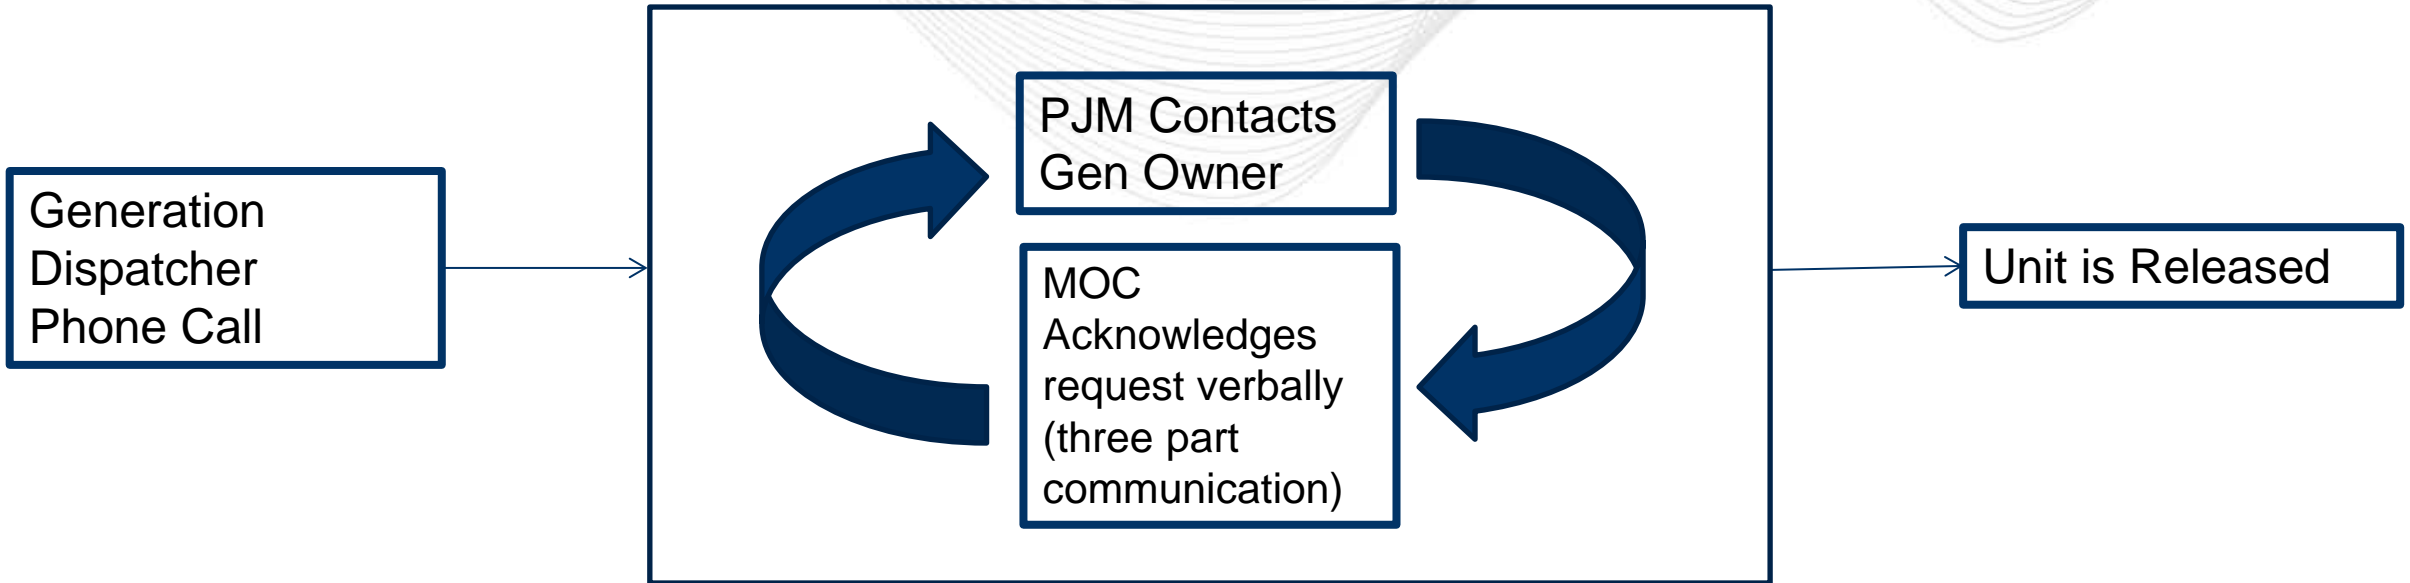 Generation
Dispatcher
Phone Call
PJM Contacts
Gen Owner
MOC
Acknowledges
request verbally
(three part
communication)
Unit is Released